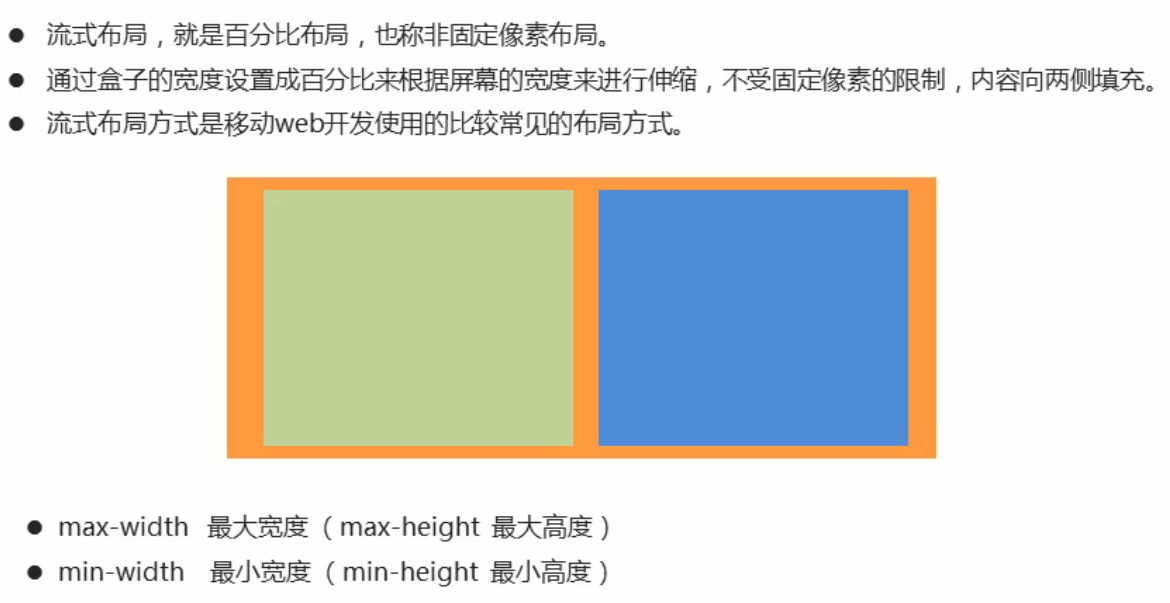 ● 流式布局，就是百分比布局，也称非固定像素布局。
● 通过盒子的宽度设置成百分比来根据屏幕的宽度来进行伸缩，不受固定像素的限制，内容向两侧填充。
● 流式布局方式是移动web开发使用的比较常见的布局方式。
● max-width 最大宽度（max-height 最大高度）
● min-width 最小宽度（min-height 最小高度）